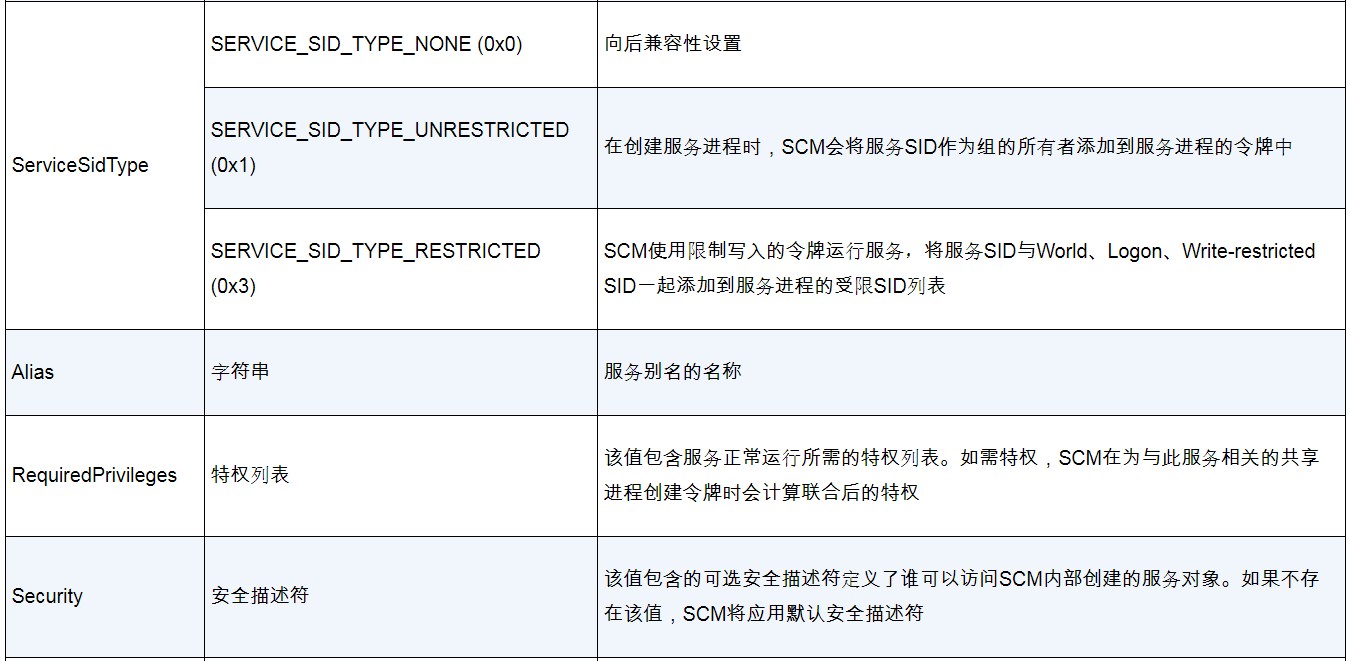 ServiceSidType
SERVICE_SID_TYPE_NONE (0x0)
向后兼容性设置
SERVICE_SID_TYPE_UNRESTRICTED
(0x1)
在创建服务进程时，SCM会将服务SID作为组的所有者添加到服务进程的令牌中
SERVICE_SID_TYPE_RESTRICTED
(0x3)
SCM使用限制写入的令牌运行服务，将服务SID与World、Logon、Write-restricted
SID一起添加到服务进程的受限SID列表
Alias
字符串
服务别名的名称
RequiredPrivileges
特权列表
该值包含服务正常运行所需的特权列表。如需特权，SCM在为与此服务相关的共享
进程创建令牌时会计算联合后的特权
Security
安全描述符
该值包含的可选安全描述符定义了谁可以访问SCM内部创建的服务对象。如果不存
在该值，SCM将应用默认安全描述符